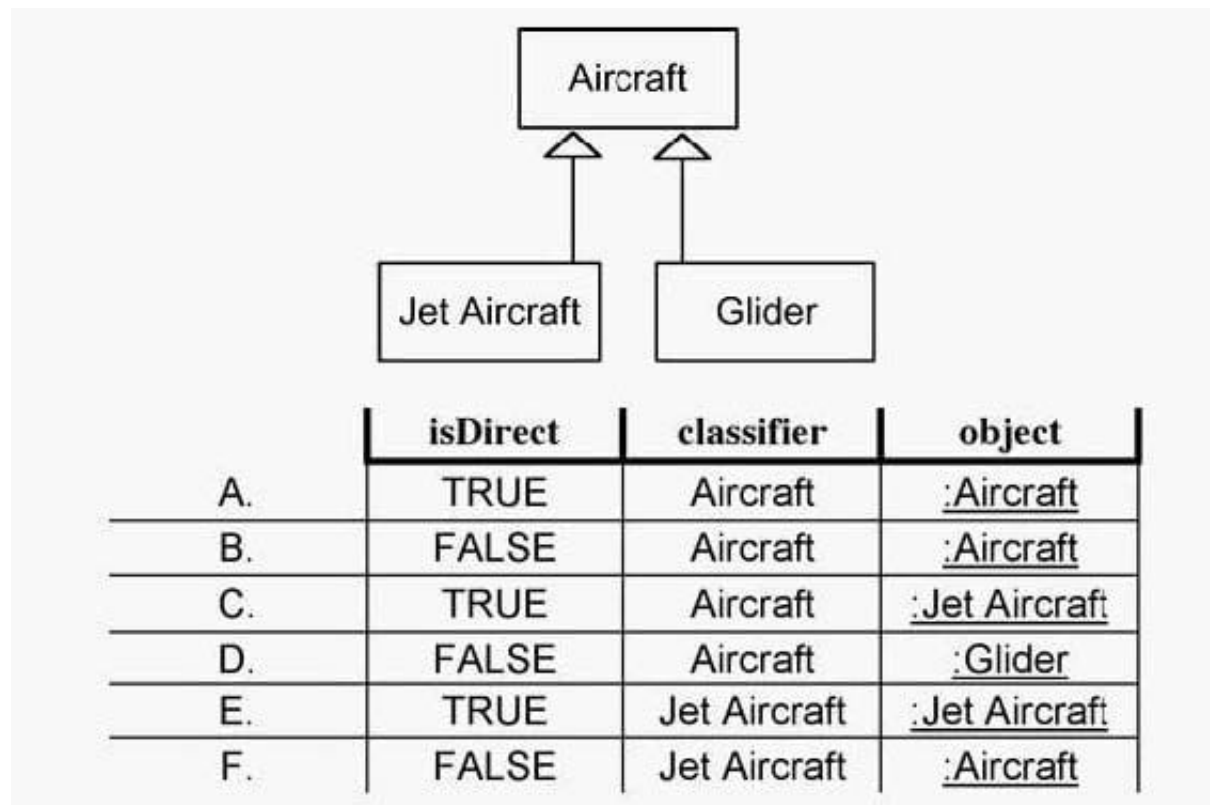 Aircraft
Jet Aircraft Glider
isDirect classifier object
A. TRUE Aircraft :Aircraft
B. FALSE Aircraft :Aircraft
C. TRUE Aircraft :Jet Aircraft
D. FALSE Aircraft :Glider
E. TRUE Jet Aircraft :Jet Aircraft
F. FALSE Jet Aircraft :Aircraft